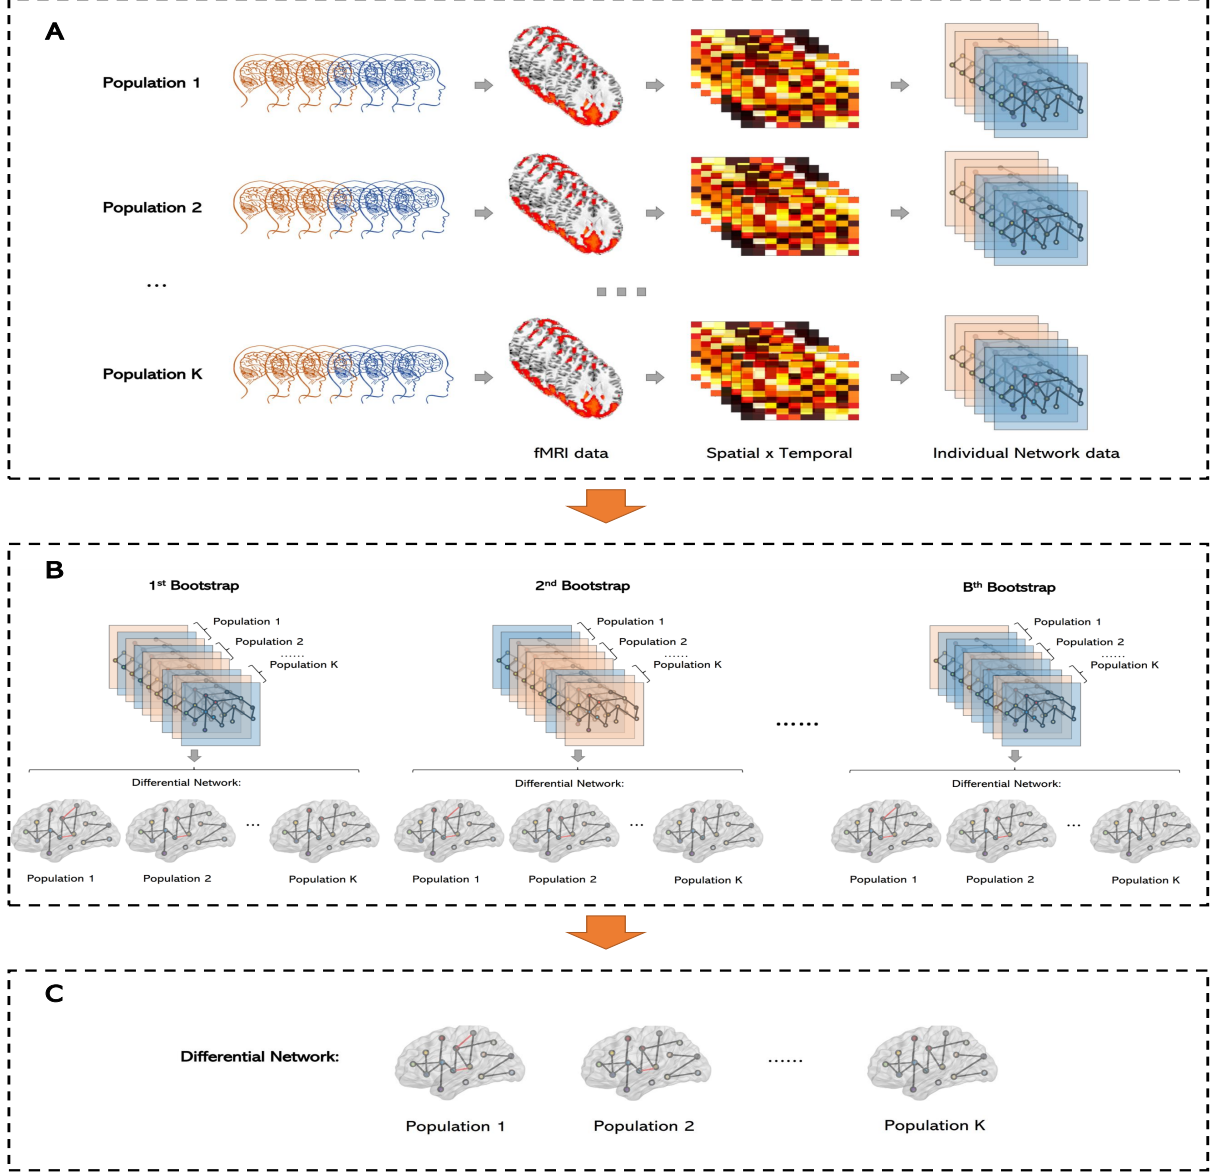 A
Population 1
Population 2
...
Population K
fMRI data
Spatial x Temporal
Individual Network data
B
1st Bootstrap
2nd Bootstrap
Bth Bootstrap
Population 1
Population 2
......
Population K
Population 1
Population 2
......
Population K
Population 1
Population 2
......
Population K
......
Differential Network:
Differential Network:
Differential Network:
...
...
...
Population 1
Population 2
Population K
Population 1
Population 2
Population K
Population 1
Population 2
Population K
C
Differential Network:
......
Population 1
Population 2
Population K